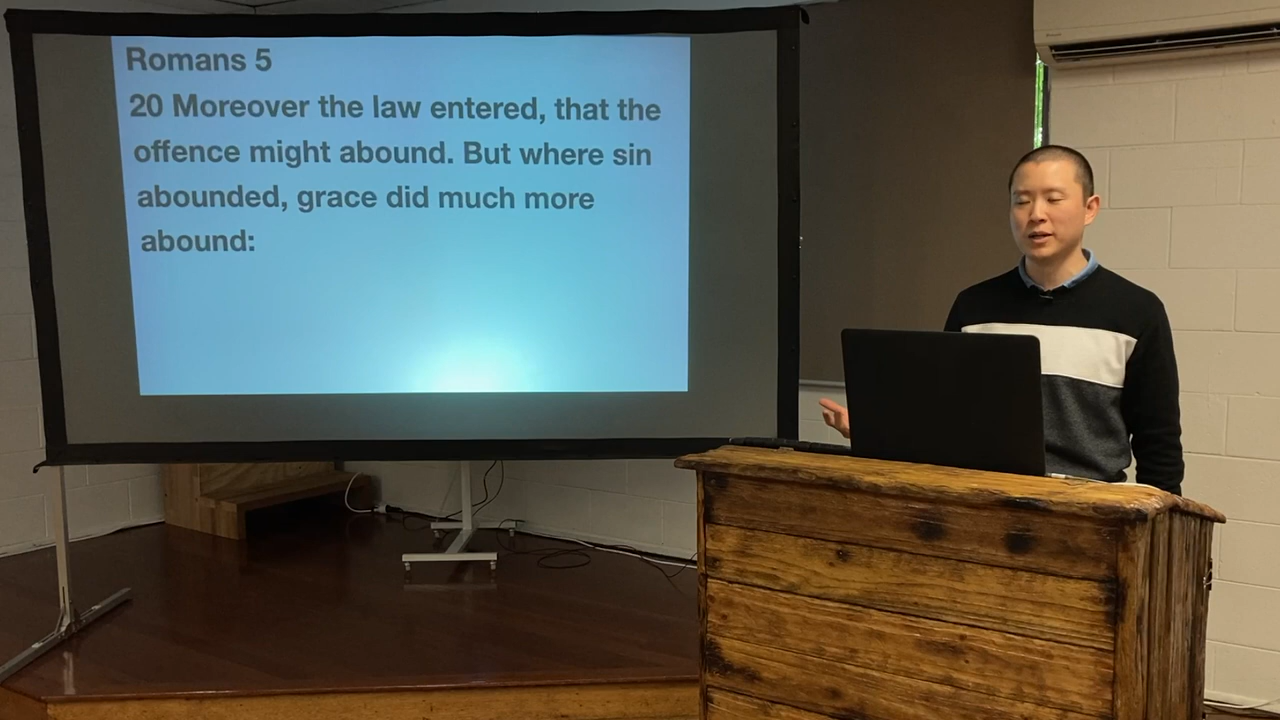 Romans 5
20 Moreover the law entered, that the
offence might abound. But where sin
abounded, grace did much more
abound: